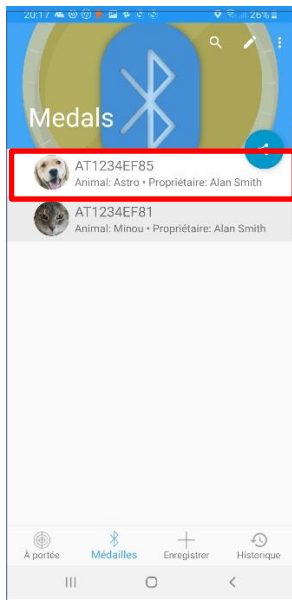 20:17
26%
Medals
AT1234EF85
Animal: Astro • Propriétaire: Alan Smith
AT1234EF81
Animal: Minou • Propriétaire: Alan Smith
À portée
Médailles
Enregistrer
Historique